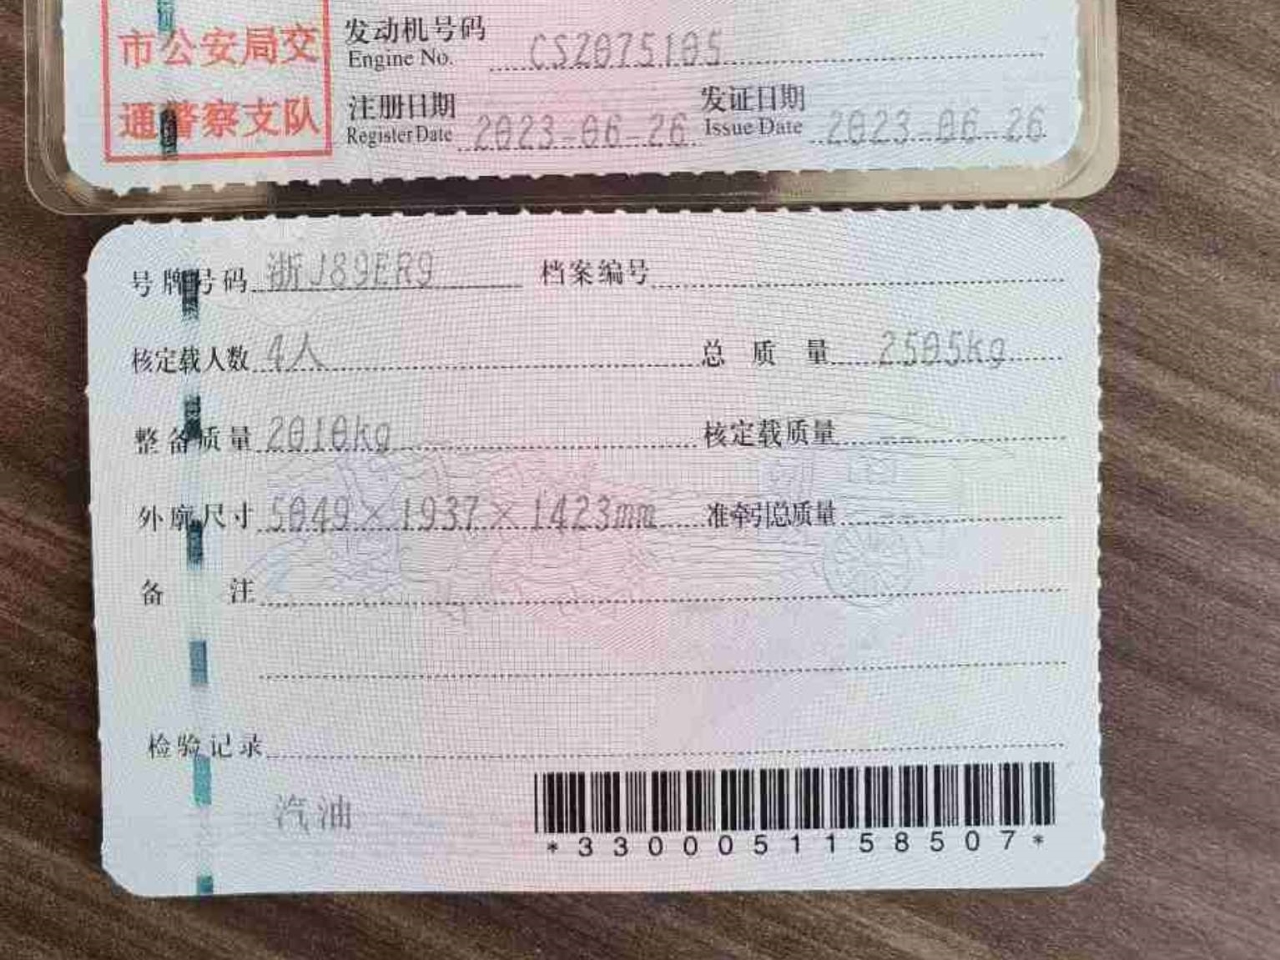 市公安局交
通警察支队
发动机号码
Engine No. CSZ075105
注册日期
Register Date 2023-06-26
发证日期
Issue Date 2023-06-26
号牌号码 浙J89ER9 档案编号
核定载人数 4人 总质量 2505kg
整备质量 2010kg 核定载质量 --
外廓尺寸 5049×1937×1423mm 准牵引总质量
备注
检验记录
汽油
*3300051158507*